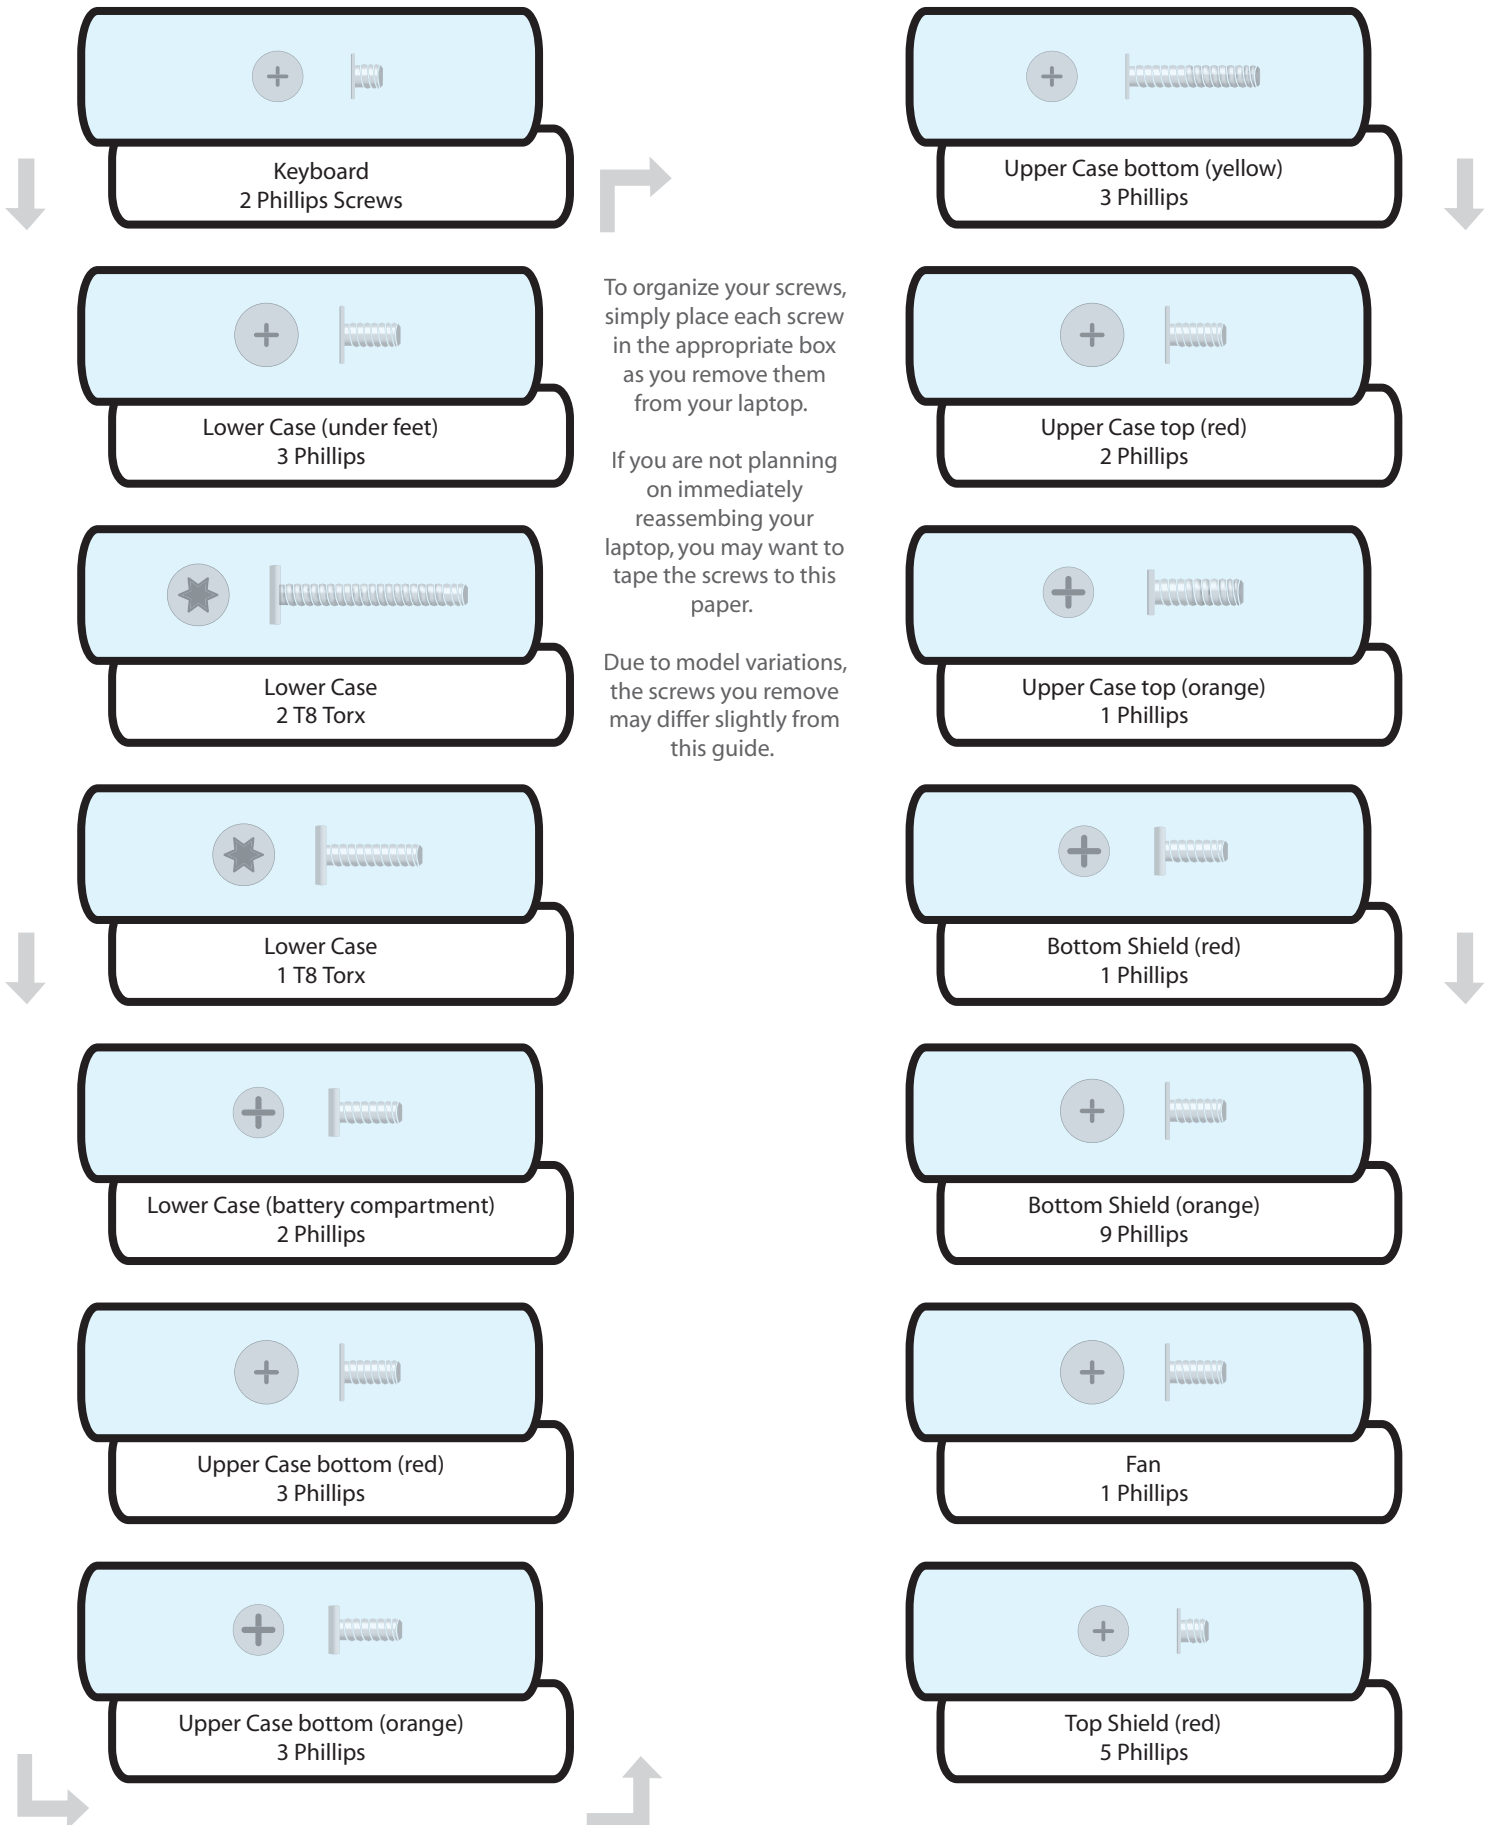 Keyboard
2 Phillips Screws
Lower Case (under feet)
3 Phillips
Lower Case
2 T8 Torx
Lower Case
1 T8 Torx
Lower Case (battery compartment)
2 Phillips
Upper Case bottom (red)
3 Phillips
Upper Case bottom (orange)
3 Phillips
To organize your screws,
simply place each screw
in the appropriate box
as you remove them
from your laptop.
If you are not planning
on immediately
reassembing your
laptop, you may want to
tape the screws to this
paper.
Due to model variations,
the screws you remove
may differ slightly from
this guide.
Upper Case bottom (yellow)
3 Phillips
Upper Case top (red)
2 Phillips
Upper Case top (orange)
1 Phillips
Bottom Shield (red)
1 Phillips
Bottom Shield (orange)
9 Phillips
Fan
1 Phillips
Top Shield (red)
5 Phillips